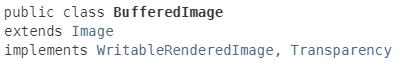 public class BufferedImage
extends Image
implements WritableRenderedImage, Transparency